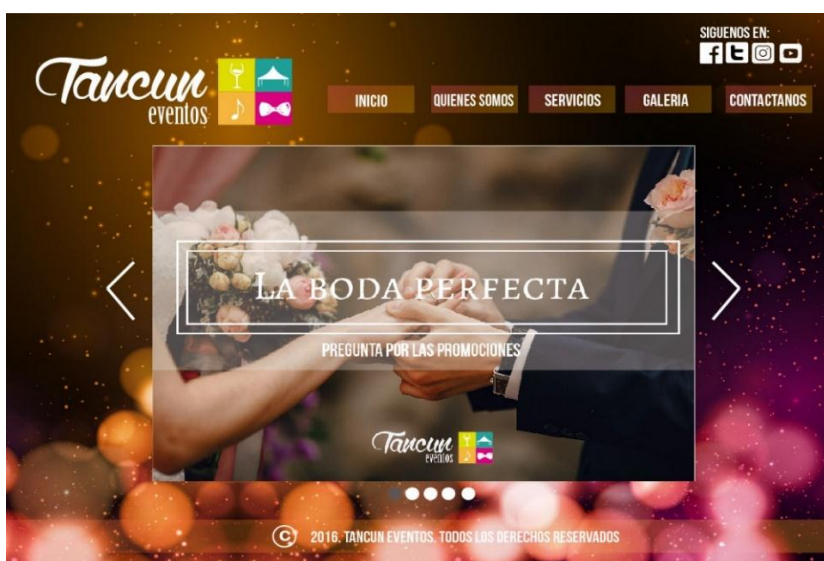 SIGUENOS EN:
Tancun
eventos
INICIO
QUIENES SOMOS
SERVICIOS
GALERIA
CONTACTANOS
LA BODA PERFECTA
PREGUNTA POR LAS PROMOCIONES
Tancun
eventos
© 2016. TANCUN EVENTOS. TODOS LOS DERECHOS RESERVADOS